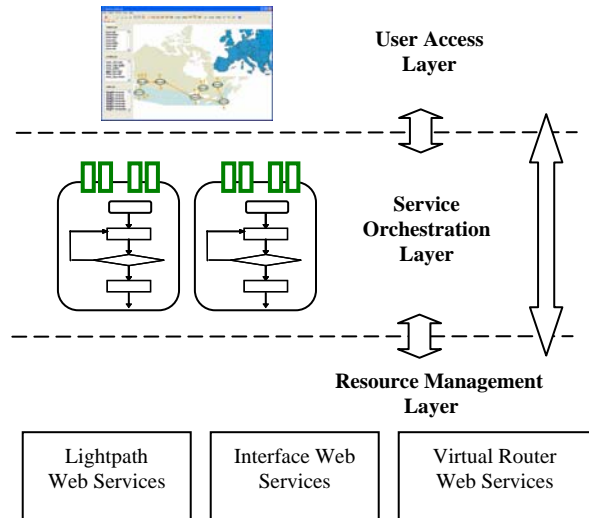 User Access
Layer
Service
Orchestration
Layer
Resource Management
Layer
Lightpath
Web Services
Interface Web
Services
Virtual Router
Web Services